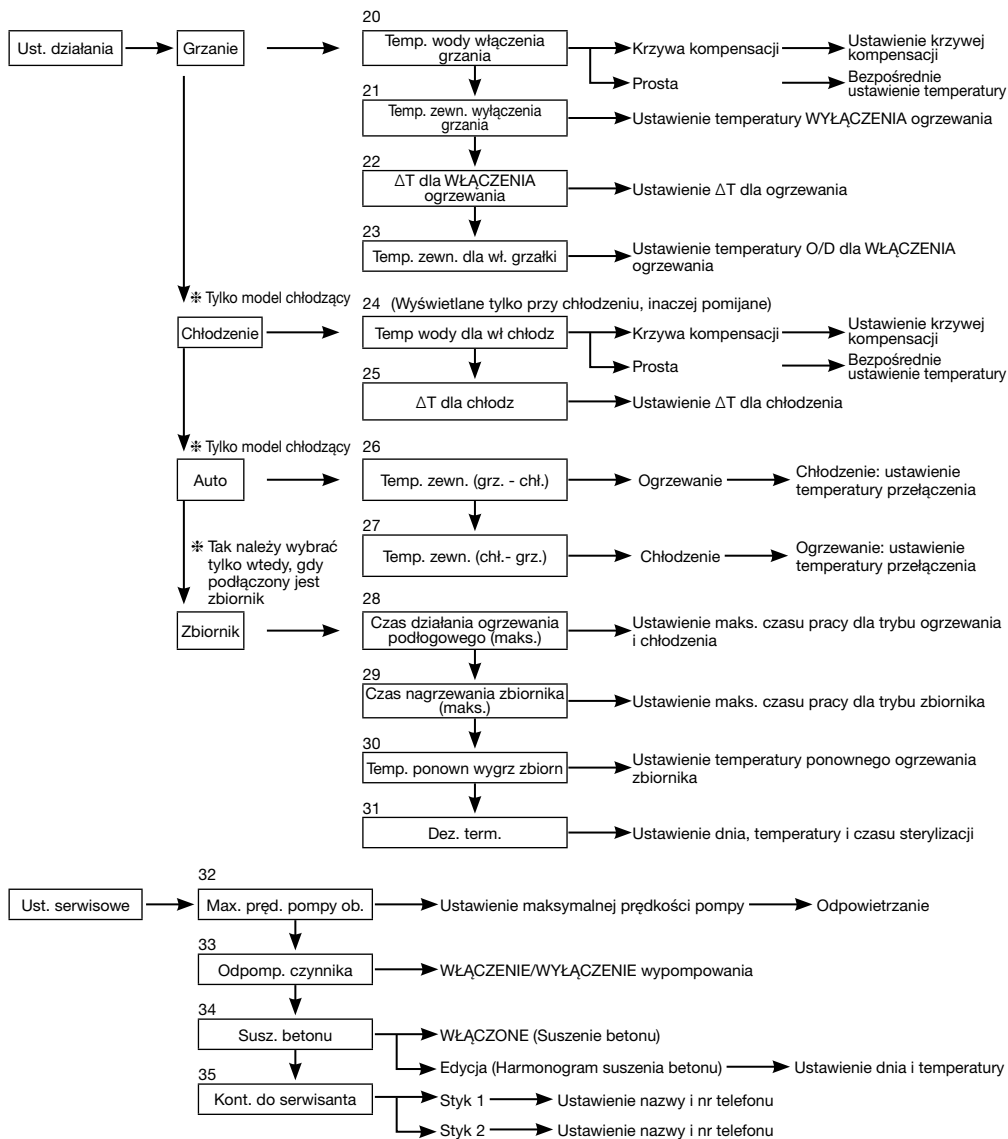 20
Ust. działania
Grzanie
Temp. wody włączenia
grzania
Krzywa kompensacji
Ustawienie krzywej
kompensacji
Prosta
Bezpośrednie
ustawienie temperatury
21
Temp. zewn. wyłączenia
grzania
Ustawienie temperatury WYŁĄCZENIA ogrzewania
22
ΔT dla WŁĄCZENIA
ogrzewania
Ustawienie ΔT dla ogrzewania
23
Temp. zewn. dla wł. grzałki
Ustawienie temperatury O/D dla WŁĄCZENIA
ogrzewania
❈ Tylko model chłodzący
24 (Wyświetlane tylko przy chłodzeniu, inaczej pomijane)
Chłodzenie
Temp wody dla wł chłodz
Krzywa kompensacji
Ustawienie krzywej
kompensacji
Prosta
Bezpośrednie
ustawienie temperatury
25
ΔT dla chłodz
Ustawienie ΔT dla chłodzenia
❈ Tylko model chłodzący
26
Auto
Temp. zewn. (grz. - chł.)
Ogrzewanie
Chłodzenie: ustawienie
temperatury przełączenia
27
Temp. zewn. (chł.- grz.)
Chłodzenie
Ogrzewanie: ustawienie
temperatury przełączenia
❈ Tak należy wybrać
tylko wtedy, gdy
podłączony jest
zbiornik
28
Zbiornik
Czas działania ogrzewania
podłogowego (maks.)
Ustawienie maks. czasu pracy dla trybu ogrzewania
i chłodzenia
29
Czas nagrzewania zbiornika
(maks.)
Ustawienie maks. czasu pracy dla trybu zbiornika
30
Temp. ponown wygrz zbiorn
Ustawienie temperatury ponownego ogrzewania
zbiornika
31
Dez. term.
Ustawienie dnia, temperatury i czasu sterylizacji
32
Ust. serwisowe
Max. pręd. pompy ob.
Ustawienie maksymalnej prędkości pompy
Odpowietrzanie
33
Odpomp. czynnika
WŁĄCZENIE/WYŁĄCZENIE wypompowania
34
Susz. betonu
WŁĄCZONE (Suszenie betonu)
Edycja (Harmonogram suszenia betonu)
Ustawienie dnia i temperatury
35
Kont. do serwisanta
Styk 1
Ustawienie nazwy i nr telefonu
Styk 2
Ustawienie nazwy i nr telefonu